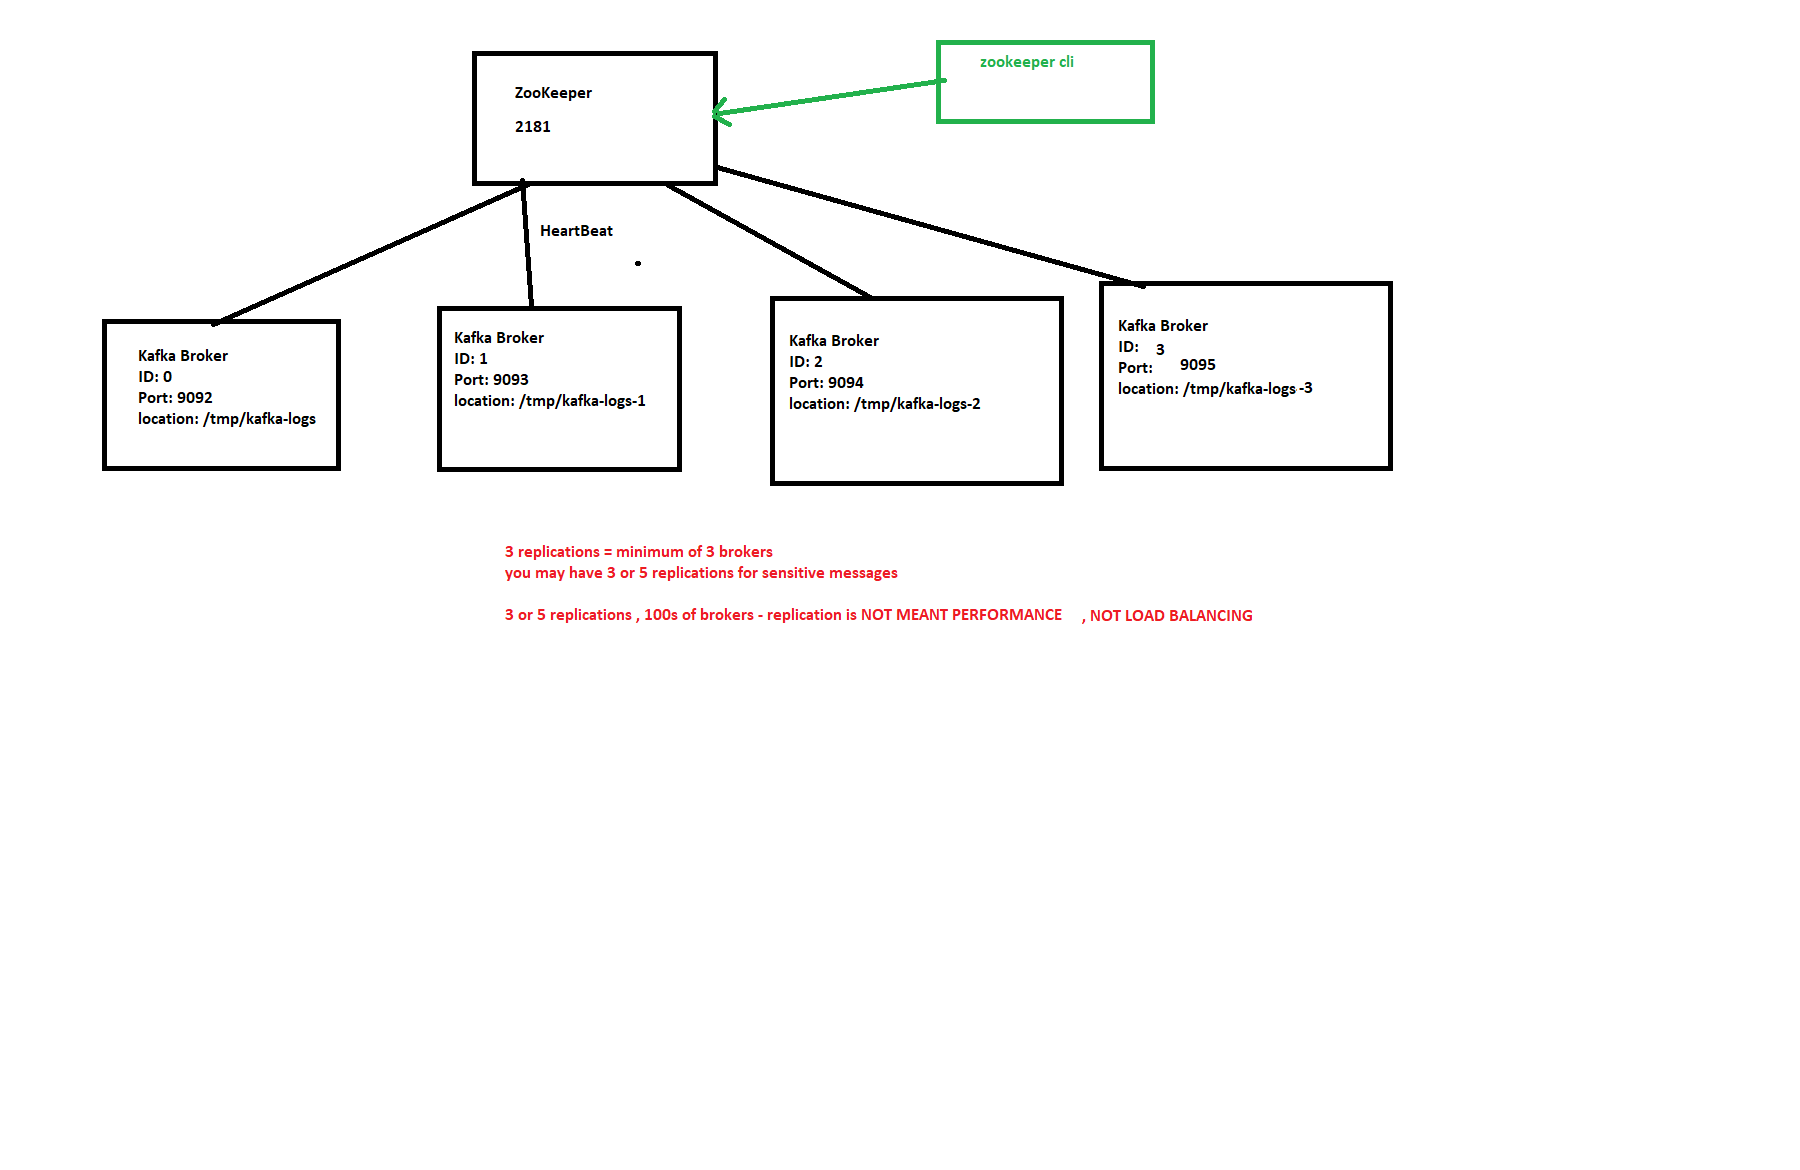 zookeeper cli
ZooKeeper
2181
HeartBeat
Kafka Broker
ID: 0
Port: 9092
location: /tmp/kafka-logs
Kafka Broker
ID: 1
Port: 9093
location: /tmp/kafka-logs-1
Kafka Broker
ID: 2
Port: 9094
location: /tmp/kafka-logs-2
Kafka Broker
ID: 3
Port: 9095
location: /tmp/kafka-logs -3
3 replications = minimum of 3 brokers
you may have 3 or 5 replications for sensitive messages
3 or 5 replications , 100s of brokers - replication is NOT MEANT PERFORMANCE , NOT LOAD BALANCING